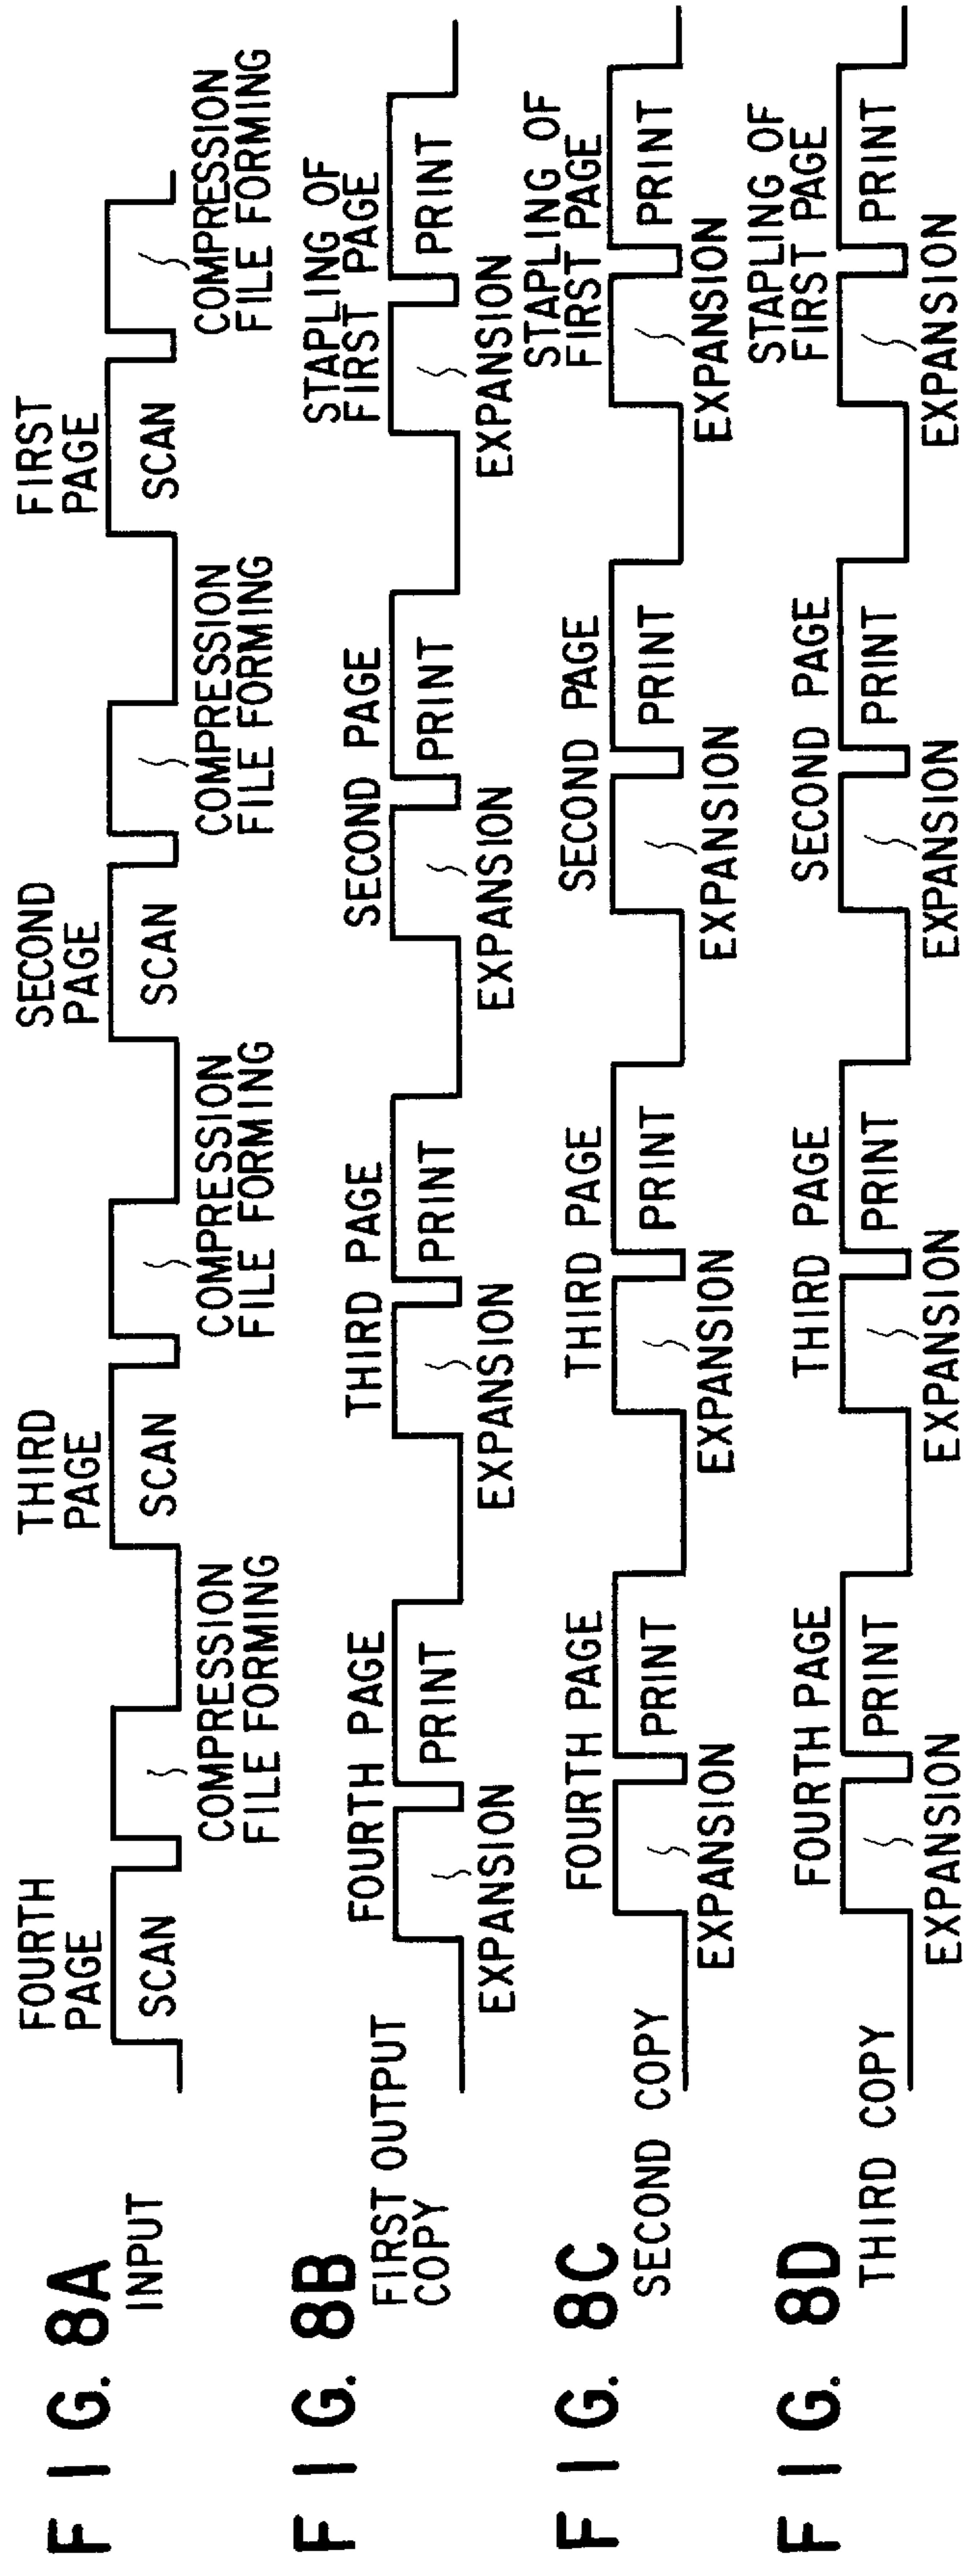 FIG. 8A
INPUT
FOURTH
PAGE
SCAN
COMPRESSION
FILE FORMING
THIRD
PAGE
SCAN
COMPRESSION
FILE FORMING
SECOND
PAGE
SCAN
COMPRESSION
FILE FORMING
FIRST
PAGE
SCAN
COMPRESSION
FILE FORMING
FIG. 8B
FIRST OUTPUT
COPY
FOURTH PAGE
EXPANSION
PRINT
THIRD PAGE
EXPANSION
PRINT
SECOND PAGE
EXPANSION
PRINT
STAPLING OF
FIRST PAGE
EXPANSION
PRINT
FIG. 8C
SECOND COPY
FOURTH PAGE
EXPANSION
PRINT
THIRD PAGE
EXPANSION
PRINT
SECOND PAGE
EXPANSION
PRINT
STAPLING OF
FIRST PAGE
EXPANSION
PRINT
FIG. 8D
THIRD COPY
FOURTH PAGE
EXPANSION
PRINT
THIRD PAGE
EXPANSION
PRINT
SECOND PAGE
EXPANSION
PRINT
STAPLING OF
FIRST PAGE
EXPANSION
PRINT